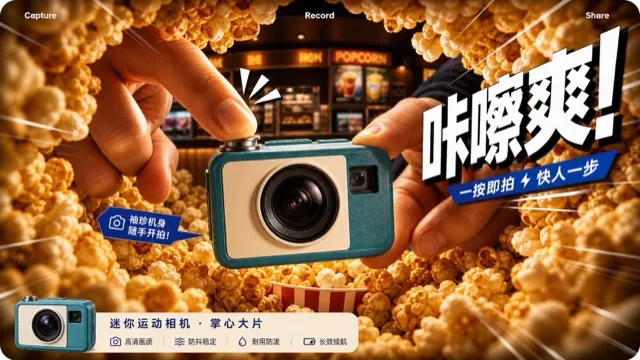 Capture
Record
Share
POPCORN
咔嚓爽!
一按即拍 快人一步
袖珍机身
随手开拍!
迷你运动相机 · 掌心大片
高清画质
防抖稳定
耐用防泼
长效续航